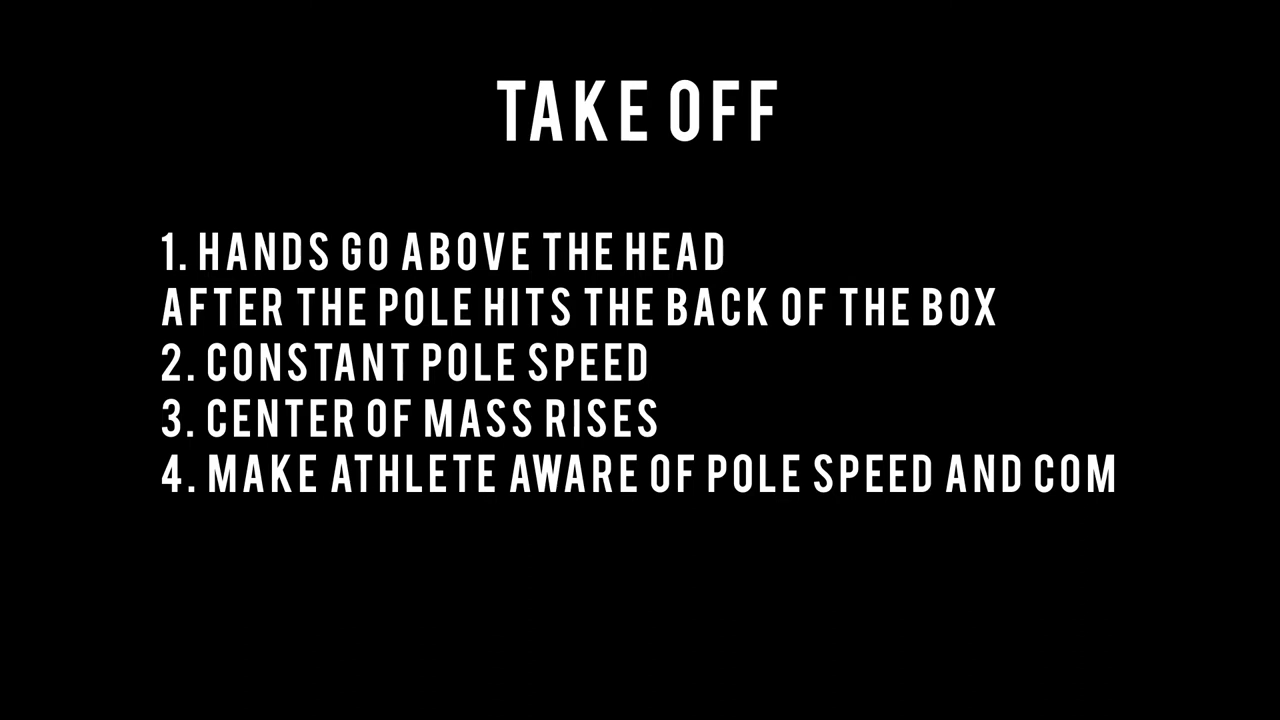 TAKE OFF
1. HANDS GO ABOVE THE HEAD
AFTER THE POLE HITS THE BACK OF THE BOX
2. CONSTANT POLE SPEED
3. CENTER OF MASS RISES
4. MAKE ATHLETE AWARE OF POLE SPEED AND COM